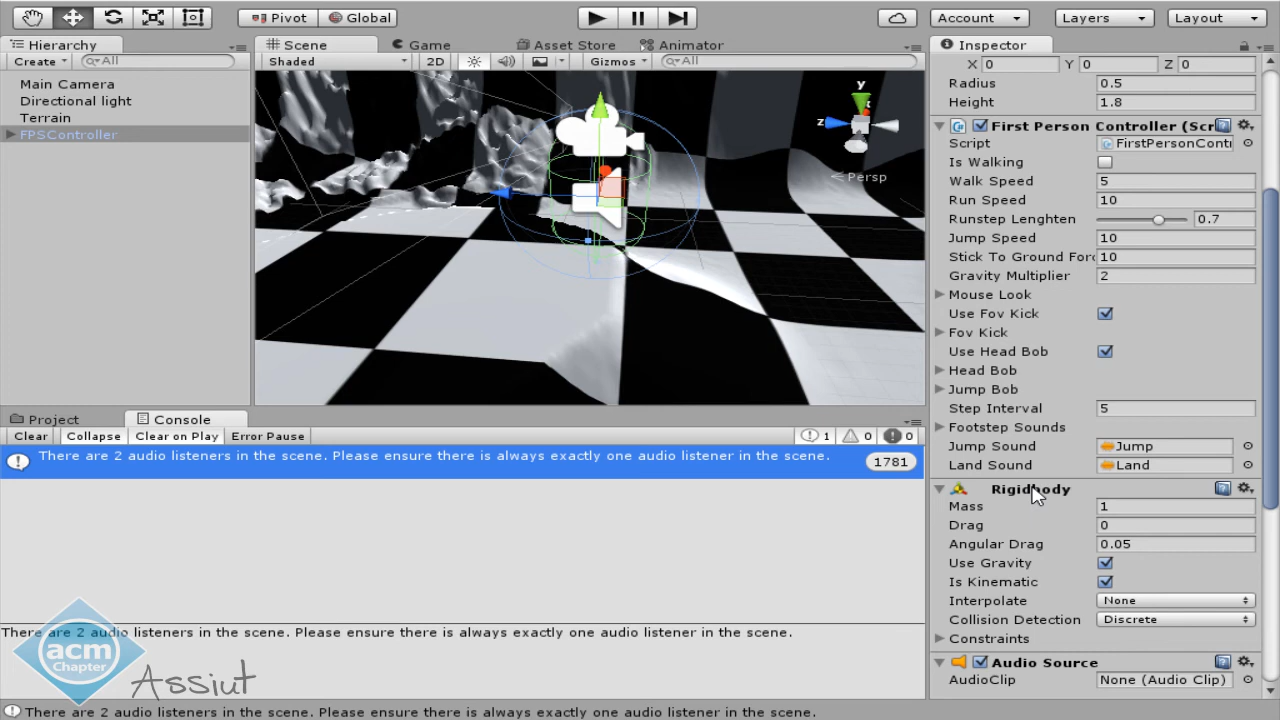 Pivot Global Account Layers Layout
Hierarchy Scene Game Asset Store Animator Inspector
Create All Shaded 2D Gizmos All X 0 Y 0 Z 0
Main Camera
Directional light
Terrain
FPSController
y
z
Persp
Radius 0.5
Height 1.8
First Person Controller (Scr
Script FirstPersonCont
Is Walking
Walk Speed 5
Run Speed 10
Runstep Lenghten 0.7
Jump Speed 10
Stick To Ground Forc 10
Gravity Multiplier 2
Mouse Look
Use Fov Kick
Fov Kick
Use Head Bob
Head Bob
Jump Bob
Step Interval 5
Footstep Sounds
Jump Sound Jump
Land Sound Land
Rigidbody
Mass 1
Drag 0
Angular Drag 0.05
Use Gravity
Is Kinematic
Interpolate None
Collision Detection Discrete
Constraints
Audio Source
AudioClip None (Audio Clip)
Project Console
Clear Collapse Clear on Play Error Pause 1 0 0
There are 2 audio listeners in the scene. Please ensure there is always exactly one audio listener in the scene. 1781
There are 2 audio listeners in the scene. Please ensure there is always exactly one audio listener in the scene.
acm
Chapter
Assiut
There are 2 audio listeners in the scene. Please ensure there is always exactly one audio listener in the scene.